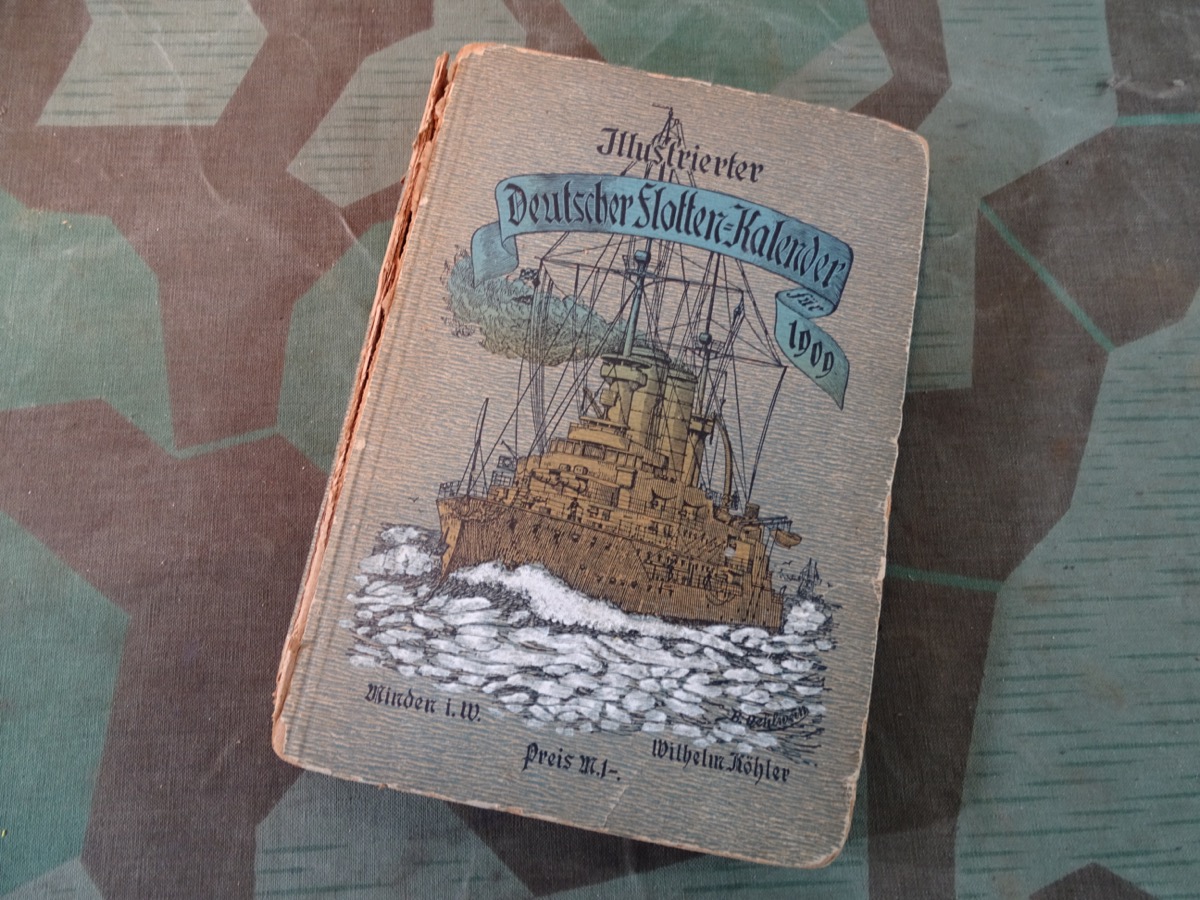 Illustrierter
Deutscher Flotten=Kalender
für
1909
Minden i. W.
Wilhelm Köhler
Preis M. 1-.